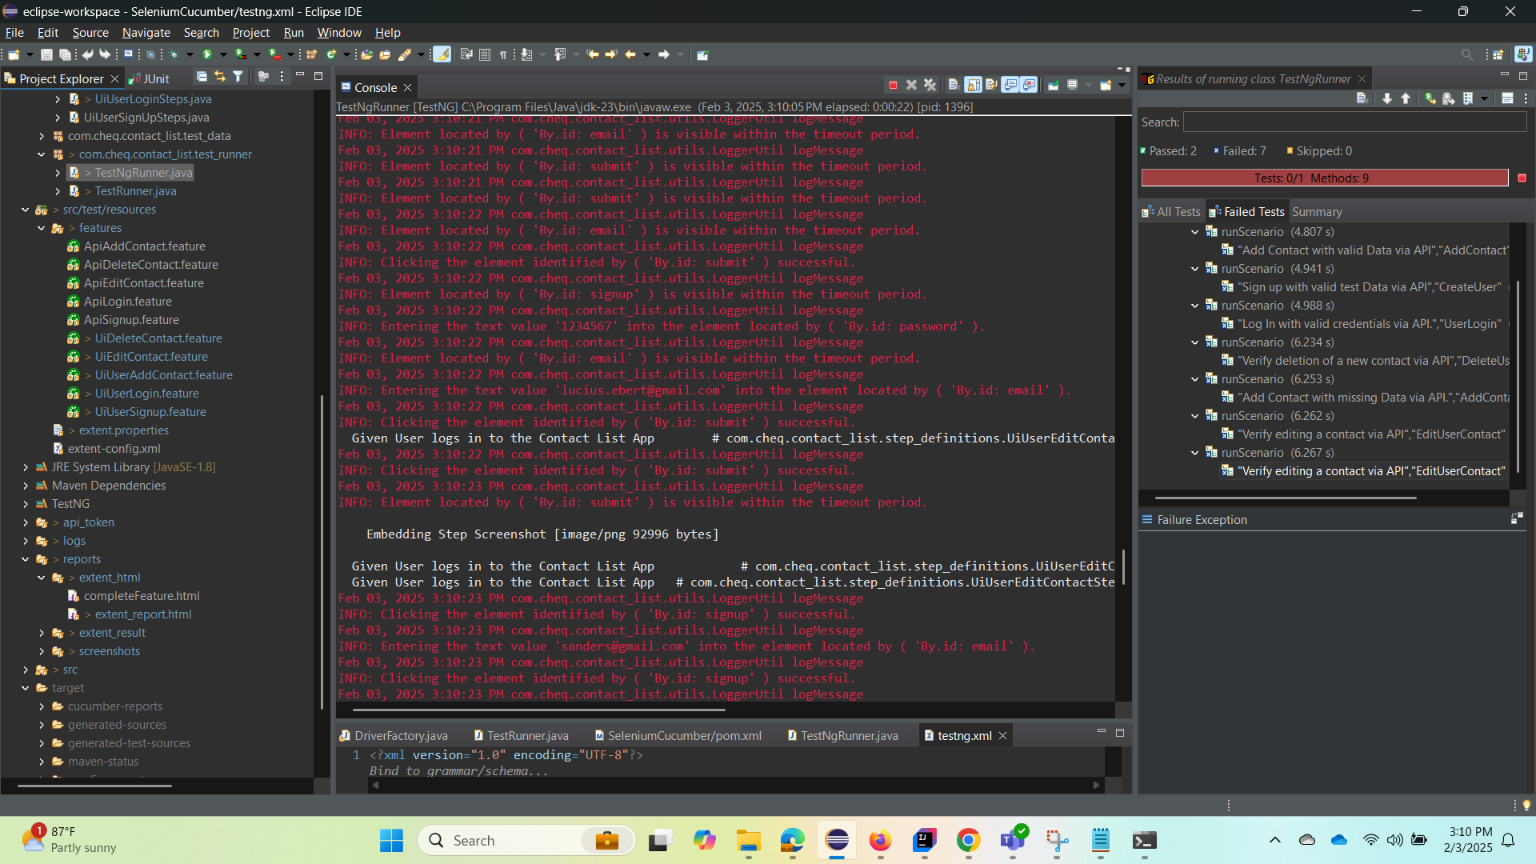 eclipse-workspace - SeleniumCucumber/testng.xml - Eclipse IDE
File Edit Source Navigate Search Project Run Window Help
Project Explorer
JUnit
UiUserLoginSteps.java
UiUserSignUpSteps.java
com.cheq.contact_list.test_data
> com.cheq.contact_list.test_runner
> TestNgRunner.java
> TestRunner.java
> src/test/resources
> features
ApiAddContact.feature
ApiDeleteContact.feature
ApiEditContact.feature
ApiLogin.feature
ApiSignup.feature
> UiDeleteContact.feature
> UiEditContact.feature
> UiUserAddContact.feature
> UiUserLogin.feature
> UiUserSignup.feature
> extent.properties
extent-config.xml
JRE System Library [JavaSE-1.8]
Maven Dependencies
TestNG
> api_token
> logs
> reports
> extent_html
completeFeature.html
> extent_report.html
> extent_result
> screenshots
> src
target
cucumber-reports
generated-sources
generated-test-sources
maven-status
Console
TestNgRunner [TestNG] C:\Program Files\Java\jdk-23\bin\javaw.exe (Feb 3, 2025, 3:10:05 PM elapsed: 0:00:22) [pid: 1396]
Feb 03, 2025 3:10:21 PM com.cheq.contact_list.utils.LoggerUtil logMessage
INFO: Element located by ( 'By.id: email' ) is visible within the timeout period.
Feb 03, 2025 3:10:21 PM com.cheq.contact_list.utils.LoggerUtil logMessage
INFO: Element located by ( 'By.id: submit' ) is visible within the timeout period.
Feb 03, 2025 3:10:21 PM com.cheq.contact_list.utils.LoggerUtil logMessage
INFO: Element located by ( 'By.id: submit' ) is visible within the timeout period.
Feb 03, 2025 3:10:22 PM com.cheq.contact_list.utils.LoggerUtil logMessage
INFO: Element located by ( 'By.id: email' ) is visible within the timeout period.
Feb 03, 2025 3:10:22 PM com.cheq.contact_list.utils.LoggerUtil logMessage
INFO: Clicking the element identified by ( 'By.id: submit' ) successful.
Feb 03, 2025 3:10:22 PM com.cheq.contact_list.utils.LoggerUtil logMessage
INFO: Element located by ( 'By.id: signup' ) is visible within the timeout period.
Feb 03, 2025 3:10:22 PM com.cheq.contact_list.utils.LoggerUtil logMessage
INFO: Entering the text value '1234567' into the element located by ( 'By.id: password' ).
Feb 03, 2025 3:10:22 PM com.cheq.contact_list.utils.LoggerUtil logMessage
INFO: Element located by ( 'By.id: email' ) is visible within the timeout period.
Feb 03, 2025 3:10:22 PM com.cheq.contact_list.utils.LoggerUtil logMessage
INFO: Entering the text value 'lucius.ebert@gmail.com' into the element located by ( 'By.id: email' ).
Feb 03, 2025 3:10:22 PM com.cheq.contact_list.utils.LoggerUtil logMessage
INFO: Clicking the element identified by ( 'By.id: submit' ) successful.
Given User logs in to the Contact List App # com.cheq.contact_list.step_definitions.UiUserEditConta
Feb 03, 2025 3:10:22 PM com.cheq.contact_list.utils.LoggerUtil logMessage
INFO: Clicking the element identified by ( 'By.id: submit' ) successful.
Feb 03, 2025 3:10:23 PM com.cheq.contact_list.utils.LoggerUtil logMessage
INFO: Element located by ( 'By.id: submit' ) is visible within the timeout period.
Embedding Step Screenshot [image/png 92996 bytes]
Given User logs in to the Contact List App # com.cheq.contact_list.step_definitions.UiUserEditC
Given User logs in to the Contact List App # com.cheq.contact_list.step_definitions.UiUserEditContactSte
Feb 03, 2025 3:10:23 PM com.cheq.contact_list.utils.LoggerUtil logMessage
INFO: Clicking the element identified by ( 'By.id: signup' ) successful.
Feb 03, 2025 3:10:23 PM com.cheq.contact_list.utils.LoggerUtil logMessage
INFO: Entering the text value 'sanders@gmail.com' into the element located by ( 'By.id: email' ).
Feb 03, 2025 3:10:23 PM com.cheq.contact_list.utils.LoggerUtil logMessage
INFO: Clicking the element identified by ( 'By.id: signup' ) successful.
Feb 03, 2025 3:10:23 PM com.cheq.contact_list.utils.LoggerUtil logMessage
DriverFactory.java TestRunner.java SeleniumCucumber/pom.xml TestNgRunner.java testng.xml
1 <?xml version="1.0" encoding="UTF-8"?>
Bind to grammar/schema...
Results of running class TestNgRunner
Search:
Passed: 2 Failed: 7 Skipped: 0
Tests: 0/1 Methods: 9
All Tests Failed Tests Summary
runScenario (4.807 s)
"Add Contact with valid Data via API","AddContact"
runScenario (4.941 s)
"Sign up with valid test Data via API","CreateUser"
runScenario (4.988 s)
"Log In with valid credentials via API.","UserLogin"
runScenario (6.234 s)
"Verify deletion of a new contact via API","DeleteUs
runScenario (6.253 s)
"Add Contact with missing Data via API.","AddConta
runScenario (6.262 s)
"Verify editing a contact via API","EditUserContact"
runScenario (6.267 s)
"Verify editing a contact via API","EditUserContact"
Failure Exception
1
87°F
Partly sunny
Search
3:10 PM
2/3/2025